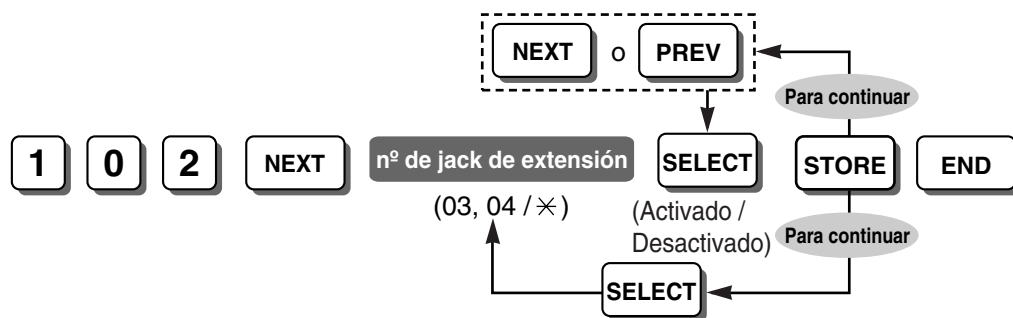 NEXT o PREV
Para continuar
1 0 2 NEXT nº de jack de extensión SELECT STORE END
(03, 04 / ✳)
(Activado /
Desactivado)
Para continuar
SELECT